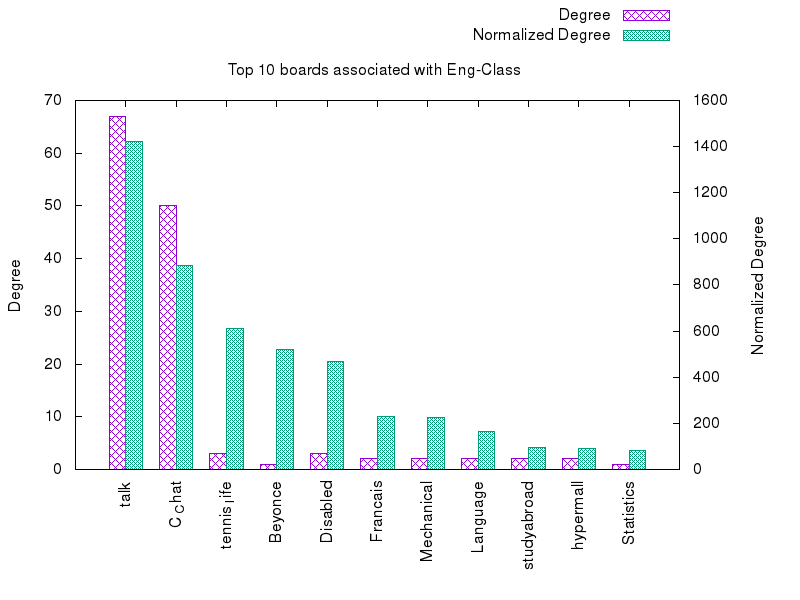 Degree
Normalized Degree
Top 10 boards associated with Eng-Class
70
60
50
40
30
20
10
0
Degree
1600
1400
1200
1000
800
600
400
200
0
Normalized Degree
talk
C_Chat
tennis_life
Beyonce
Disabled
Francais
Mechanical
Language
studyabroad
hypermall
Statistics